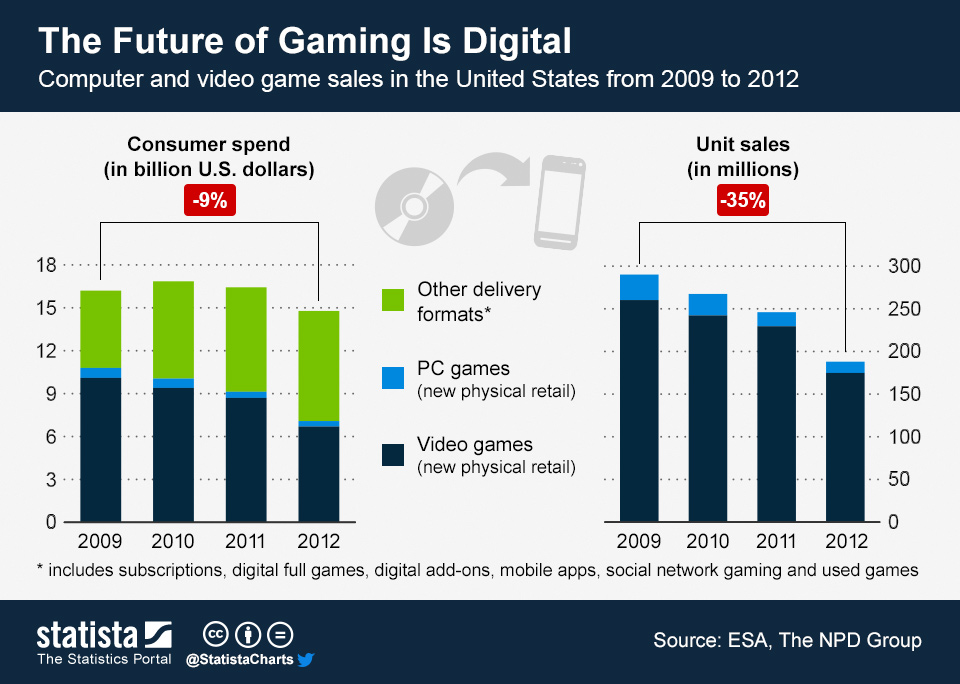 The Future of Gaming Is Digital
Computer and video game sales in the United States from 2009 to 2012
Consumer spend
(in billion U.S. dollars)
-9%
18
15
12
9
6
3
0
2009 2010 2011 2012
Other delivery
formats*
PC games
(new physical retail)
Video games
(new physical retail)
Unit sales
(in millions)
-35%
300
250
200
150
100
50
0
2009 2010 2011 2012
* includes subscriptions, digital full games, digital add-ons, mobile apps, social network gaming and used games
statista
The Statistics Portal
cc
@StatistaCharts
Source: ESA, The NPD Group